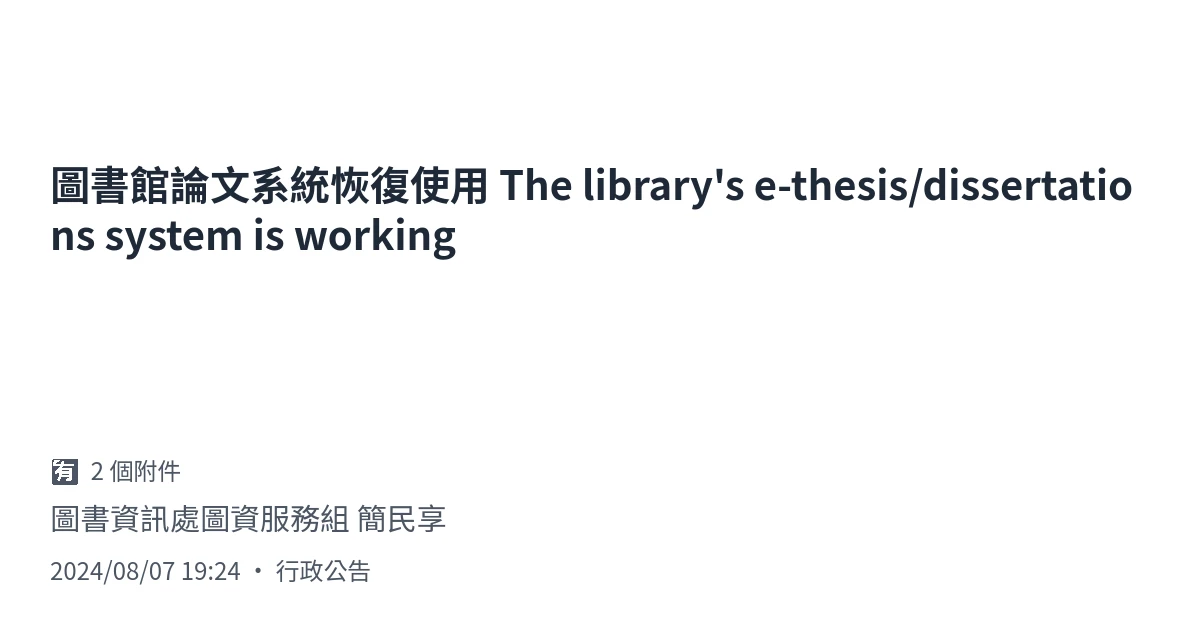 圖書館論文系統恢復使用 The library's e-thesis/dissertatio
ns system is working
有 2 個附件
圖書資訊處圖資服務組 簡民享
2024/08/07 19:24 • 行政公告